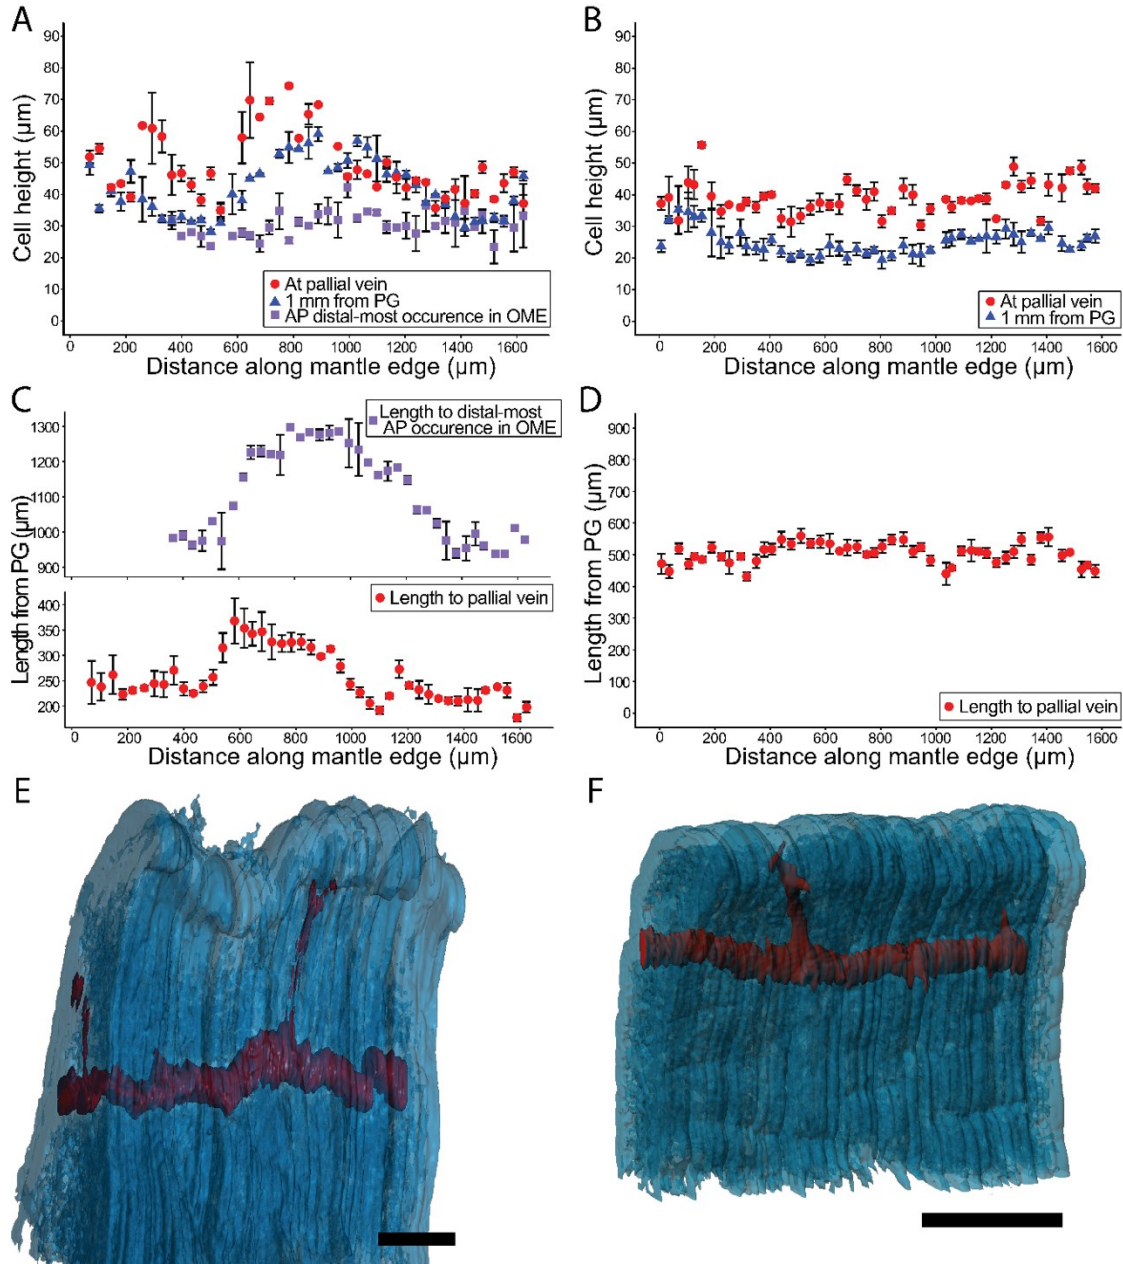 A
90
80
70
60
50
40
30
20
10
0
Cell height (µm)
At pallial vein
1 mm from PG
AP distal-most occurence in OME
0 200 400 600 800 1000 1200 1400 1600
Distance along mantle edge (µm)
B
90
80
70
60
50
40
30
20
10
0
Cell height (µm)
At pallial vein
1 mm from PG
0 200 400 600 800 1000 1200 1400 1600
Distance along mantle edge (µm)
C
Length to distal-most
AP occurence in OME
1300
1200
1100
1000
900
Length from PG (µm)
Length to pallial vein
400
350
300
250
200
0 200 400 600 800 1000 1200 1400 1600
Distance along mantle edge (µm)
D
900
800
700
600
500
400
300
200
100
0
Length from PG (µm)
Length to pallial vein
0 200 400 600 800 1000 1200 1400 1600
Distance along mantle edge (µm)
E
F